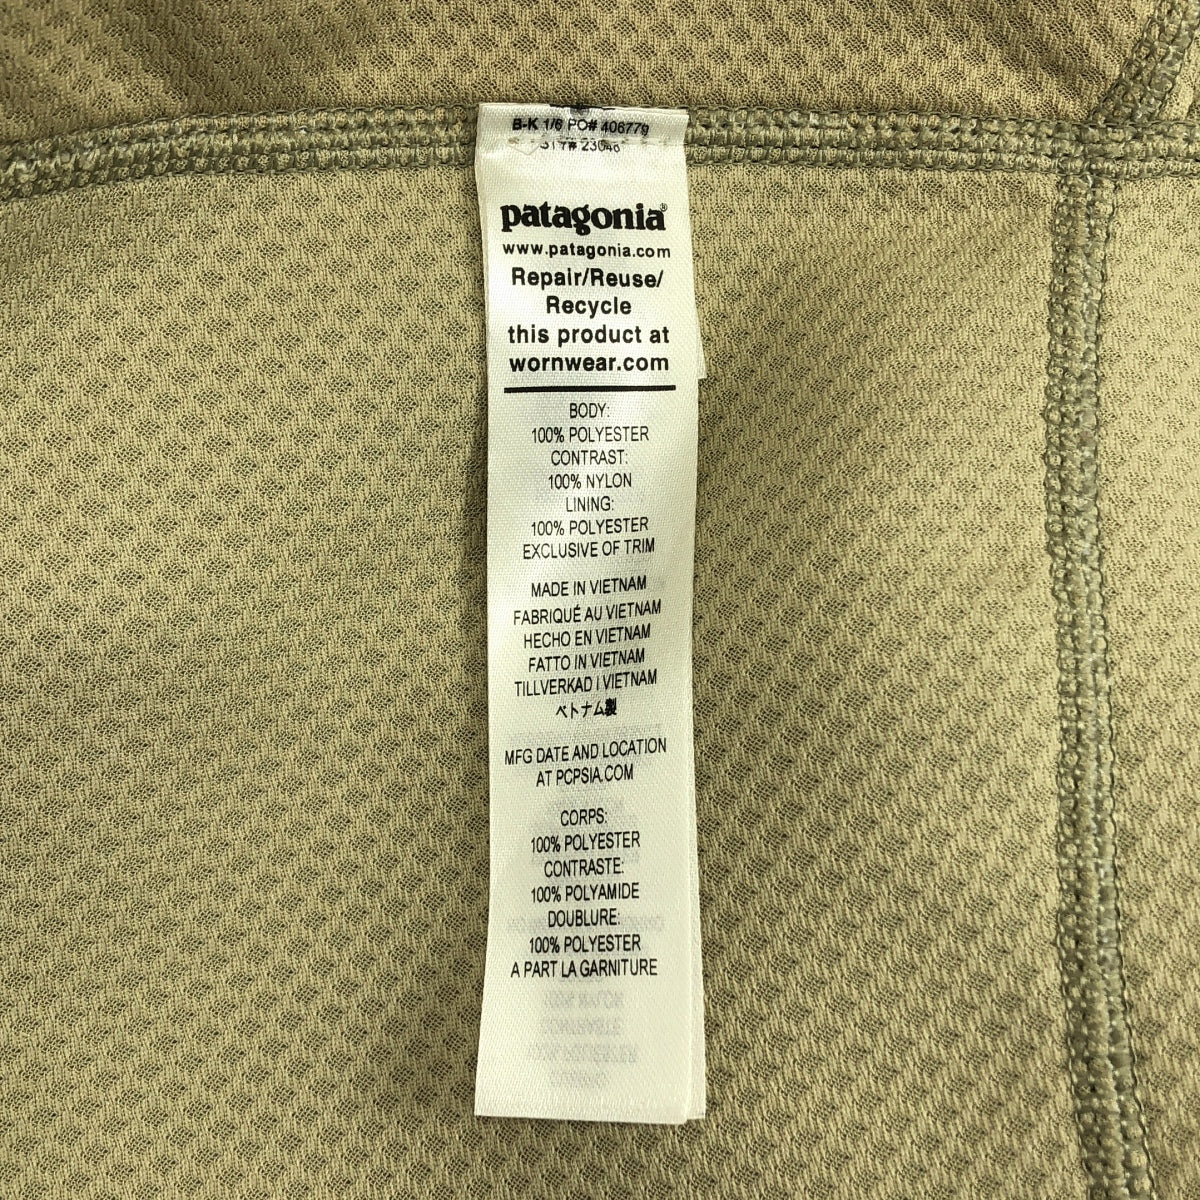 B-K 1/6 PO# 406779
patagonia®
www.patagonia.com
Repair/Reuse/
Recycle
this product at
wornwear.com
BODY:
100% POLYESTER
CONTRAST:
100% NYLON
LINING:
100% POLYESTER
EXCLUSIVE OF TRIM
MADE IN VIETNAM
FABRIQUÉ AU VIETNAM
HECHO EN VIETNAM
FATTO IN VIETNAM
TILLVERKAD I VIETNAM
ベトナム製
MFG DATE AND LOCATION
AT PCPSIA.COM
CORPS:
100% POLYESTER
CONTRASTE:
100% POLYAMIDE
DOUBLURE:
100% POLYESTER
A PART LA GARNITURE